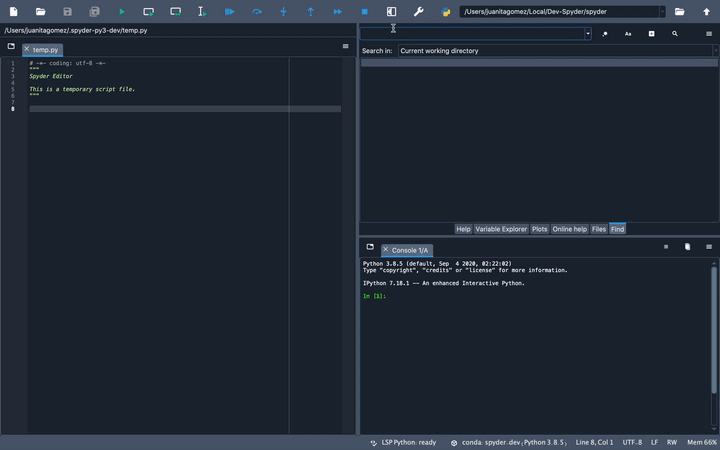 /Users/juanitagomez/Local/Dev-Spyder/spyder
/Users/juanitagomez/.spyder-py3-dev/temp.py
temp.py
1 # -*- coding: utf-8 -*-
2 """
3 Spyder Editor
4
5 This is a temporary script file.
6 """
7
8
Aa
Search in: Current working directory
Help Variable Explorer Plots Online help Files Find
Console 1/A
Python 3.8.5 (default, Sep  4 2020, 02:22:02)
Type "copyright", "credits" or "license" for more information.
IPython 7.18.1 -- An enhanced Interactive Python.
In [1]:
LSP Python: ready conda: spyder-dev (Python 3.8.5) Line 8, Col 1 UTF-8 LF RW Mem 66%